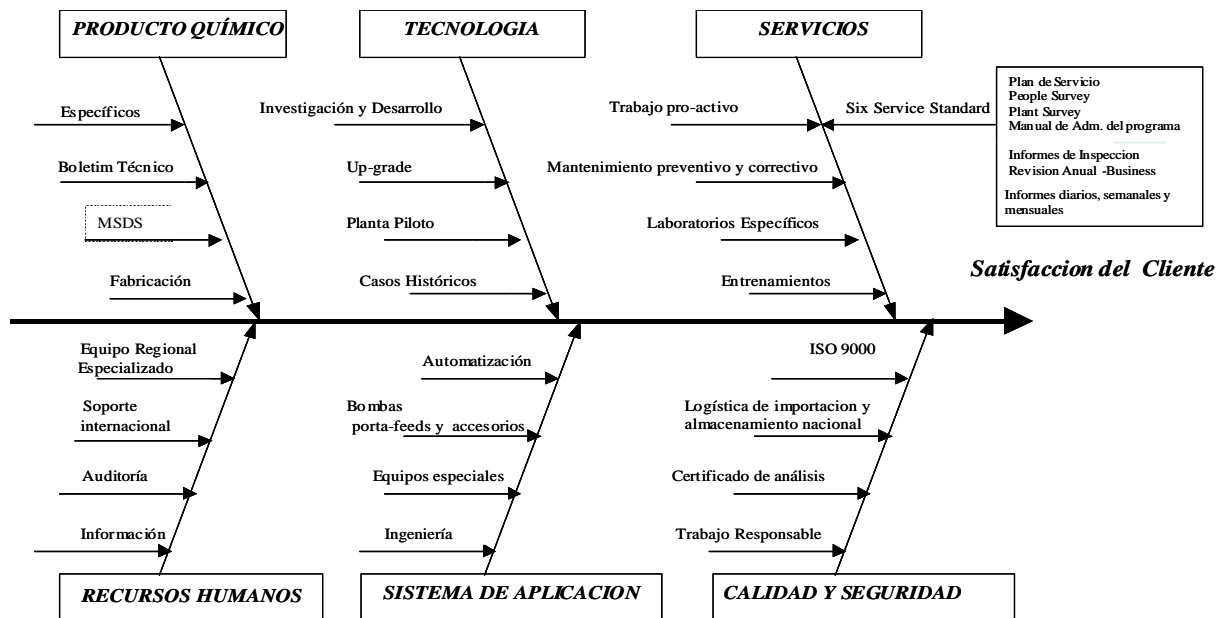 PRODUCTO QUÍMICO
TECNOLOGIA
SERVICIOS
Específicos
Boletim Técnico
MSDS
Fabricación
Investigación y Desarrollo
Up-grade
Planta Piloto
Casos Históricos
Trabajo pro-activo
Mantenimiento preventivo y correctivo
Laboratorios Específicos
Entrenamientos
Six Service Standard
Plan de Servicio
People Survey
Plant Survey
Manual de Adm. del programa
Informes de Inspeccion
Revision Anual -Business
Informes diarios, semanales y
mensuales
Satisfaccion del Cliente
Equipo Regional
Especializado
Soporte
internacional
Auditoría
Información
Automatización
Bombas
porta-feeds y accesorios
Equipos especiales
Ingeniería
ISO 9000
Logística de importacion y
almacenamiento nacional
Certificado de análisis
Trabajo Responsable
RECURSOS HUMANOS
SISTEMA DE APLICACION
CALIDAD Y SEGURIDAD